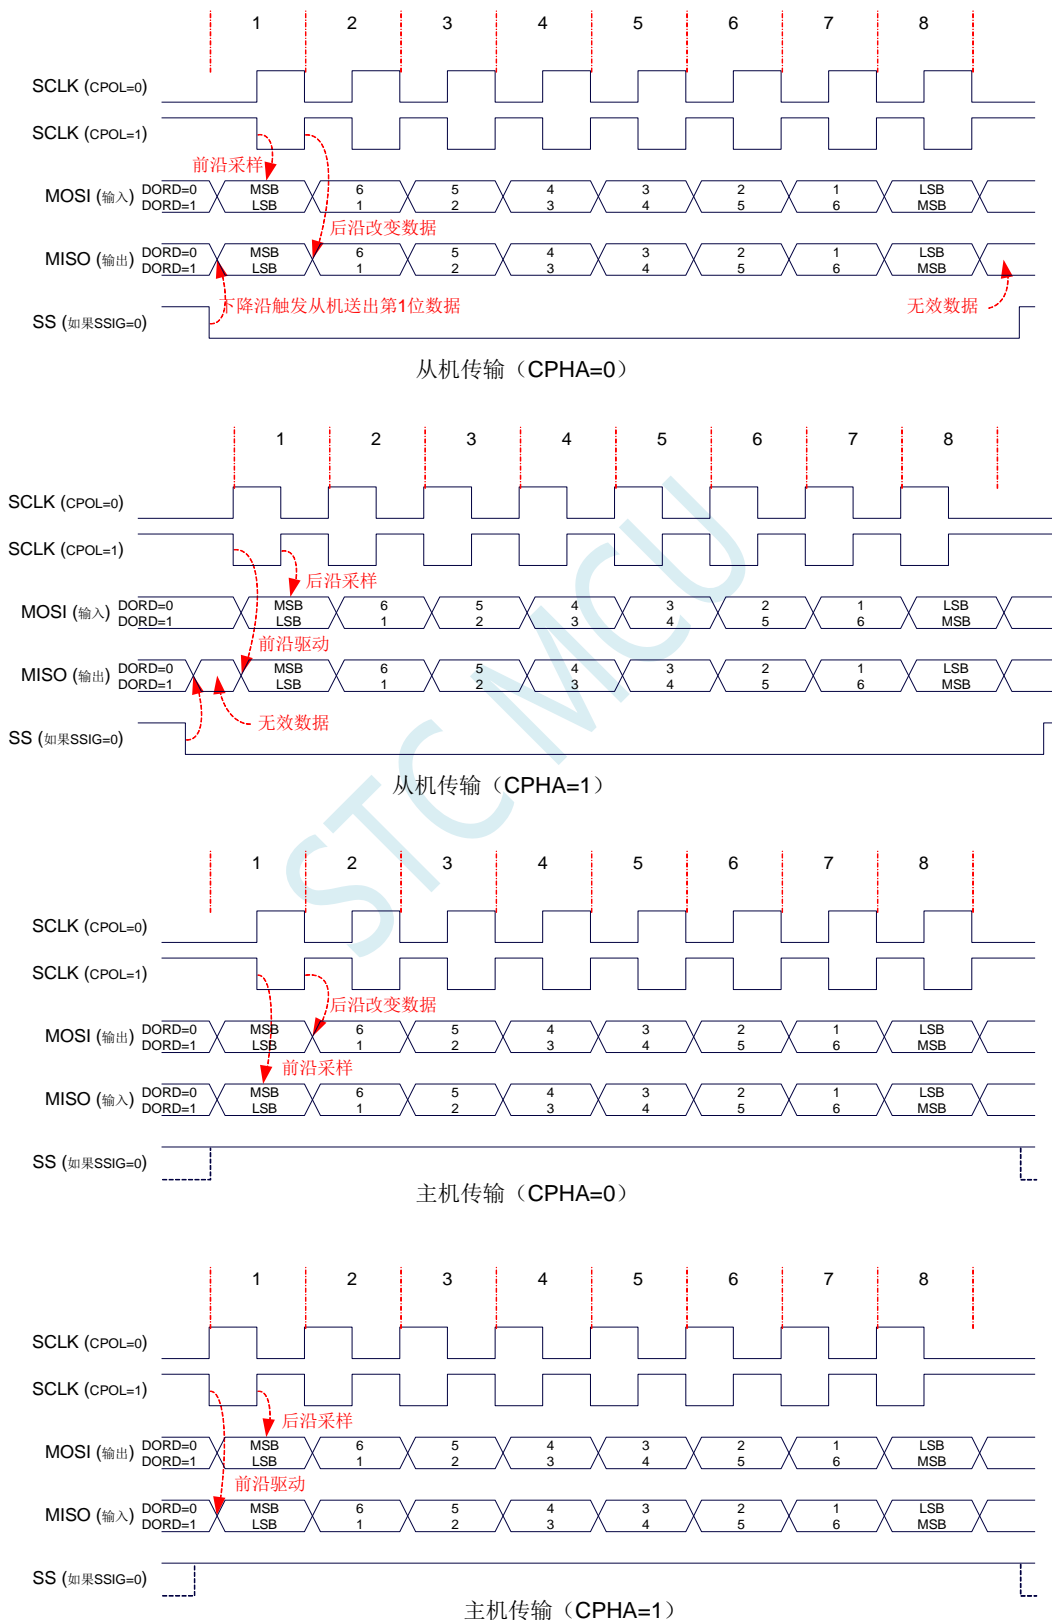 1 2 3 4 5 6 7 8
SCLK (CPOL=0)
SCLK (CPOL=1)
前沿采样
MOSI (输入) DORD=0 MSB 6 5 4 3 2 1 LSB
DORD=1 LSB 1 2 3 4 5 6 MSB
后沿改变数据
MISO (输出) DORD=0 MSB 6 5 4 3 2 1 LSB
DORD=1 LSB 1 2 3 4 5 6 MSB
下降沿触发从机送出第1位数据 无效数据
SS (如果SSIG=0)
从机传输（CPHA=0）
1 2 3 4 5 6 7 8
SCLK (CPOL=0)
SCLK (CPOL=1)
后沿采样
MOSI (输入) DORD=0 MSB 6 5 4 3 2 1 LSB
DORD=1 LSB 1 2 3 4 5 6 MSB
前沿驱动
MISO (输出) DORD=0 MSB 6 5 4 3 2 1 LSB
DORD=1 LSB 1 2 3 4 5 6 MSB
无效数据
SS (如果SSIG=0)
从机传输（CPHA=1）
STC MCU
1 2 3 4 5 6 7 8
SCLK (CPOL=0)
SCLK (CPOL=1)
后沿改变数据
MOSI (输出) DORD=0 MSB 6 5 4 3 2 1 LSB
DORD=1 LSB 1 2 3 4 5 6 MSB
前沿采样
MISO (输入) DORD=0 MSB 6 5 4 3 2 1 LSB
DORD=1 LSB 1 2 3 4 5 6 MSB
SS (如果SSIG=0)
主机传输（CPHA=0）
1 2 3 4 5 6 7 8
SCLK (CPOL=0)
SCLK (CPOL=1)
后沿采样
MOSI (输出) DORD=0 MSB 6 5 4 3 2 1 LSB
DORD=1 LSB 1 2 3 4 5 6 MSB
前沿驱动
MISO (输入) DORD=0 MSB 6 5 4 3 2 1 LSB
DORD=1 LSB 1 2 3 4 5 6 MSB
SS (如果SSIG=0)
主机传输（CPHA=1）